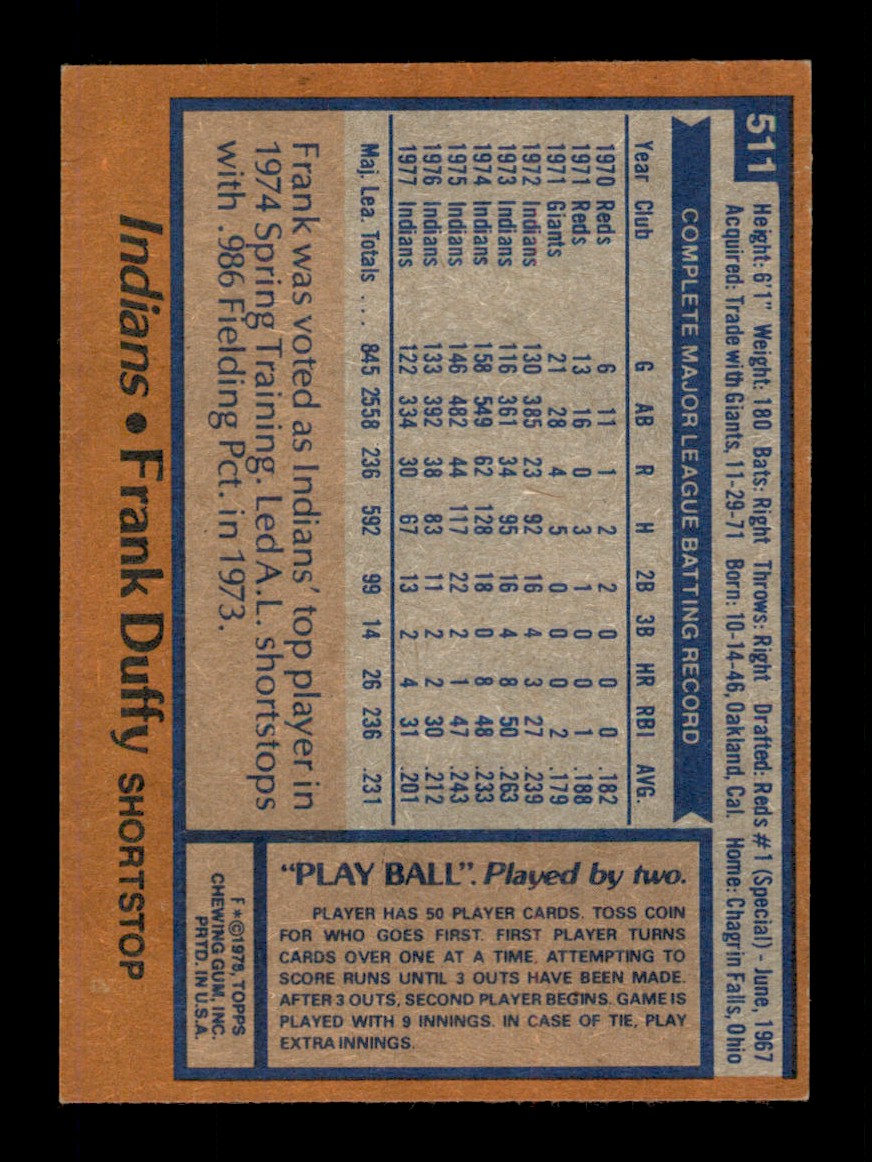 511
Height: 6'1" Weight: 180 Bats: Right Throws: Right Drafted: Reds #1 (Special) - June, 1967
Acquired: Trade with Giants, 11-29-71 Born: 10-14-46, Oakland, Cal. Home: Chagrin Falls, Ohio
COMPLETE MAJOR LEAGUE BATTING RECORD
Year Club G AB R H 2B 3B HR RBI AVG.
1970 Reds 6 11 1 2 2 0 0 0 .182
1971 Reds 13 16 0 3 1 0 0 1 .188
1971 Giants 21 28 4 5 0 0 0 2 .179
1972 Indians 130 385 23 92 16 4 3 27 .239
1973 Indians 116 361 34 95 16 4 8 50 .263
1974 Indians 158 549 62 128 18 0 8 48 .233
1975 Indians 146 482 44 117 22 2 1 47 .243
1976 Indians 133 392 38 83 11 2 2 30 .212
1977 Indians 122 334 30 67 13 2 4 31 .201
Maj. Lea. Totals ... 845 2558 236 592 99 14 26 236 .231
Frank was voted as Indians' top player in
1974 Spring Training. Led A.L. shortstops
with .986 Fielding Pct. in 1973.
"PLAY BALL". Played by two.
PLAYER HAS 50 PLAYER CARDS. TOSS COIN
FOR WHO GOES FIRST. FIRST PLAYER TURNS
CARDS OVER ONE AT A TIME, ATTEMPTING TO
SCORE RUNS UNTIL 3 OUTS HAVE BEEN MADE.
AFTER 3 OUTS, SECOND PLAYER BEGINS. GAME IS
PLAYED WITH 9 INNINGS. IN CASE OF TIE, PLAY
EXTRA INNINGS.
F*©1978, TOPPS
CHEWING GUM, INC.
PRTD. IN U.S.A.
Indians • Frank Duffy SHORTSTOP